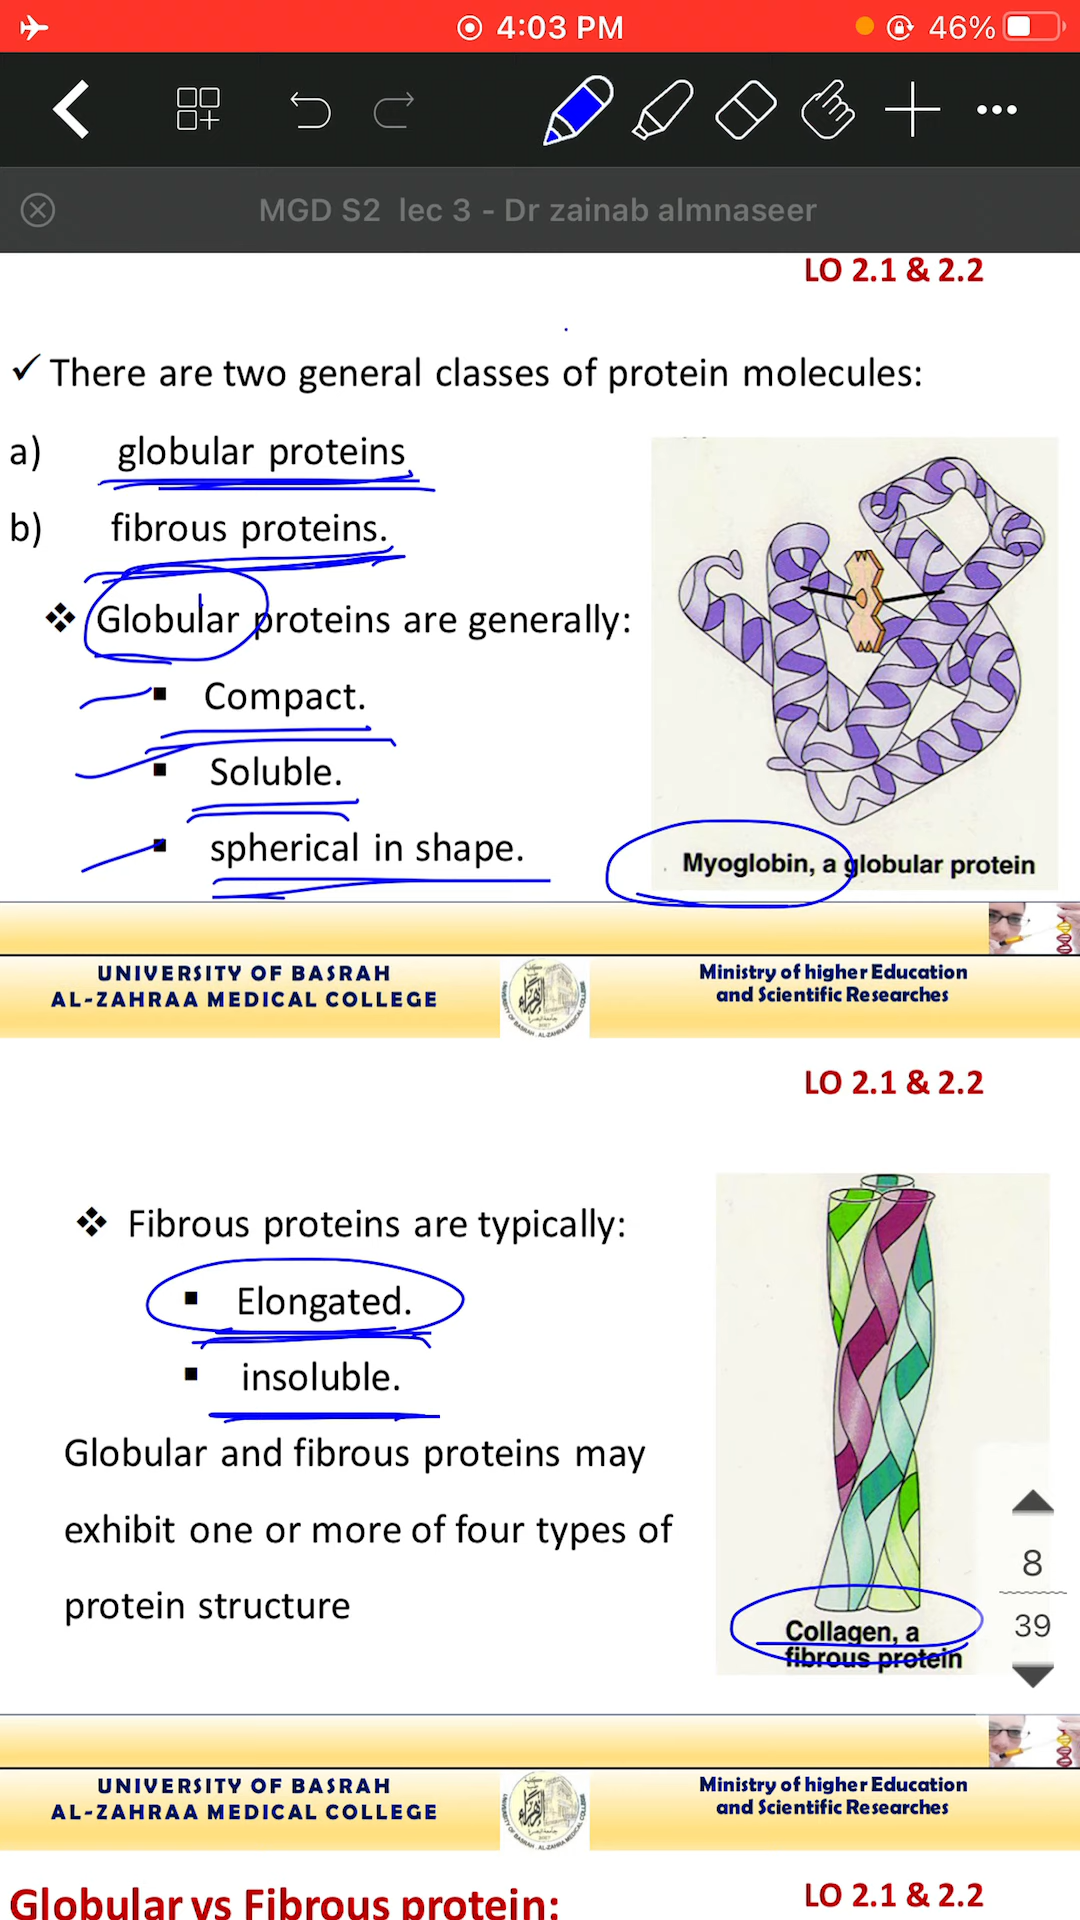 4:03 PM
46%
MGD S2 lec 3 - Dr zainab almnaseer
LO 2.1 & 2.2
✓ There are two general classes of protein molecules:
a) globular proteins
b) fibrous proteins.
❖ Globular proteins are generally:
▪ Compact.
▪ Soluble.
▪ spherical in shape.
Myoglobin, a globular protein
UNIVERSITY OF BASRAH
AL-ZAHRAA MEDICAL COLLEGE
Ministry of higher Education
and Scientific Researches
LO 2.1 & 2.2
❖ Fibrous proteins are typically:
▪ Elongated.
▪ insoluble.
Globular and fibrous proteins may
exhibit one or more of four types of
protein structure
Collagen, a
fibrous protein
8
39
UNIVERSITY OF BASRAH
AL-ZAHRAA MEDICAL COLLEGE
Ministry of higher Education
and Scientific Researches
Globular vs Fibrous protein:
LO 2.1 & 2.2